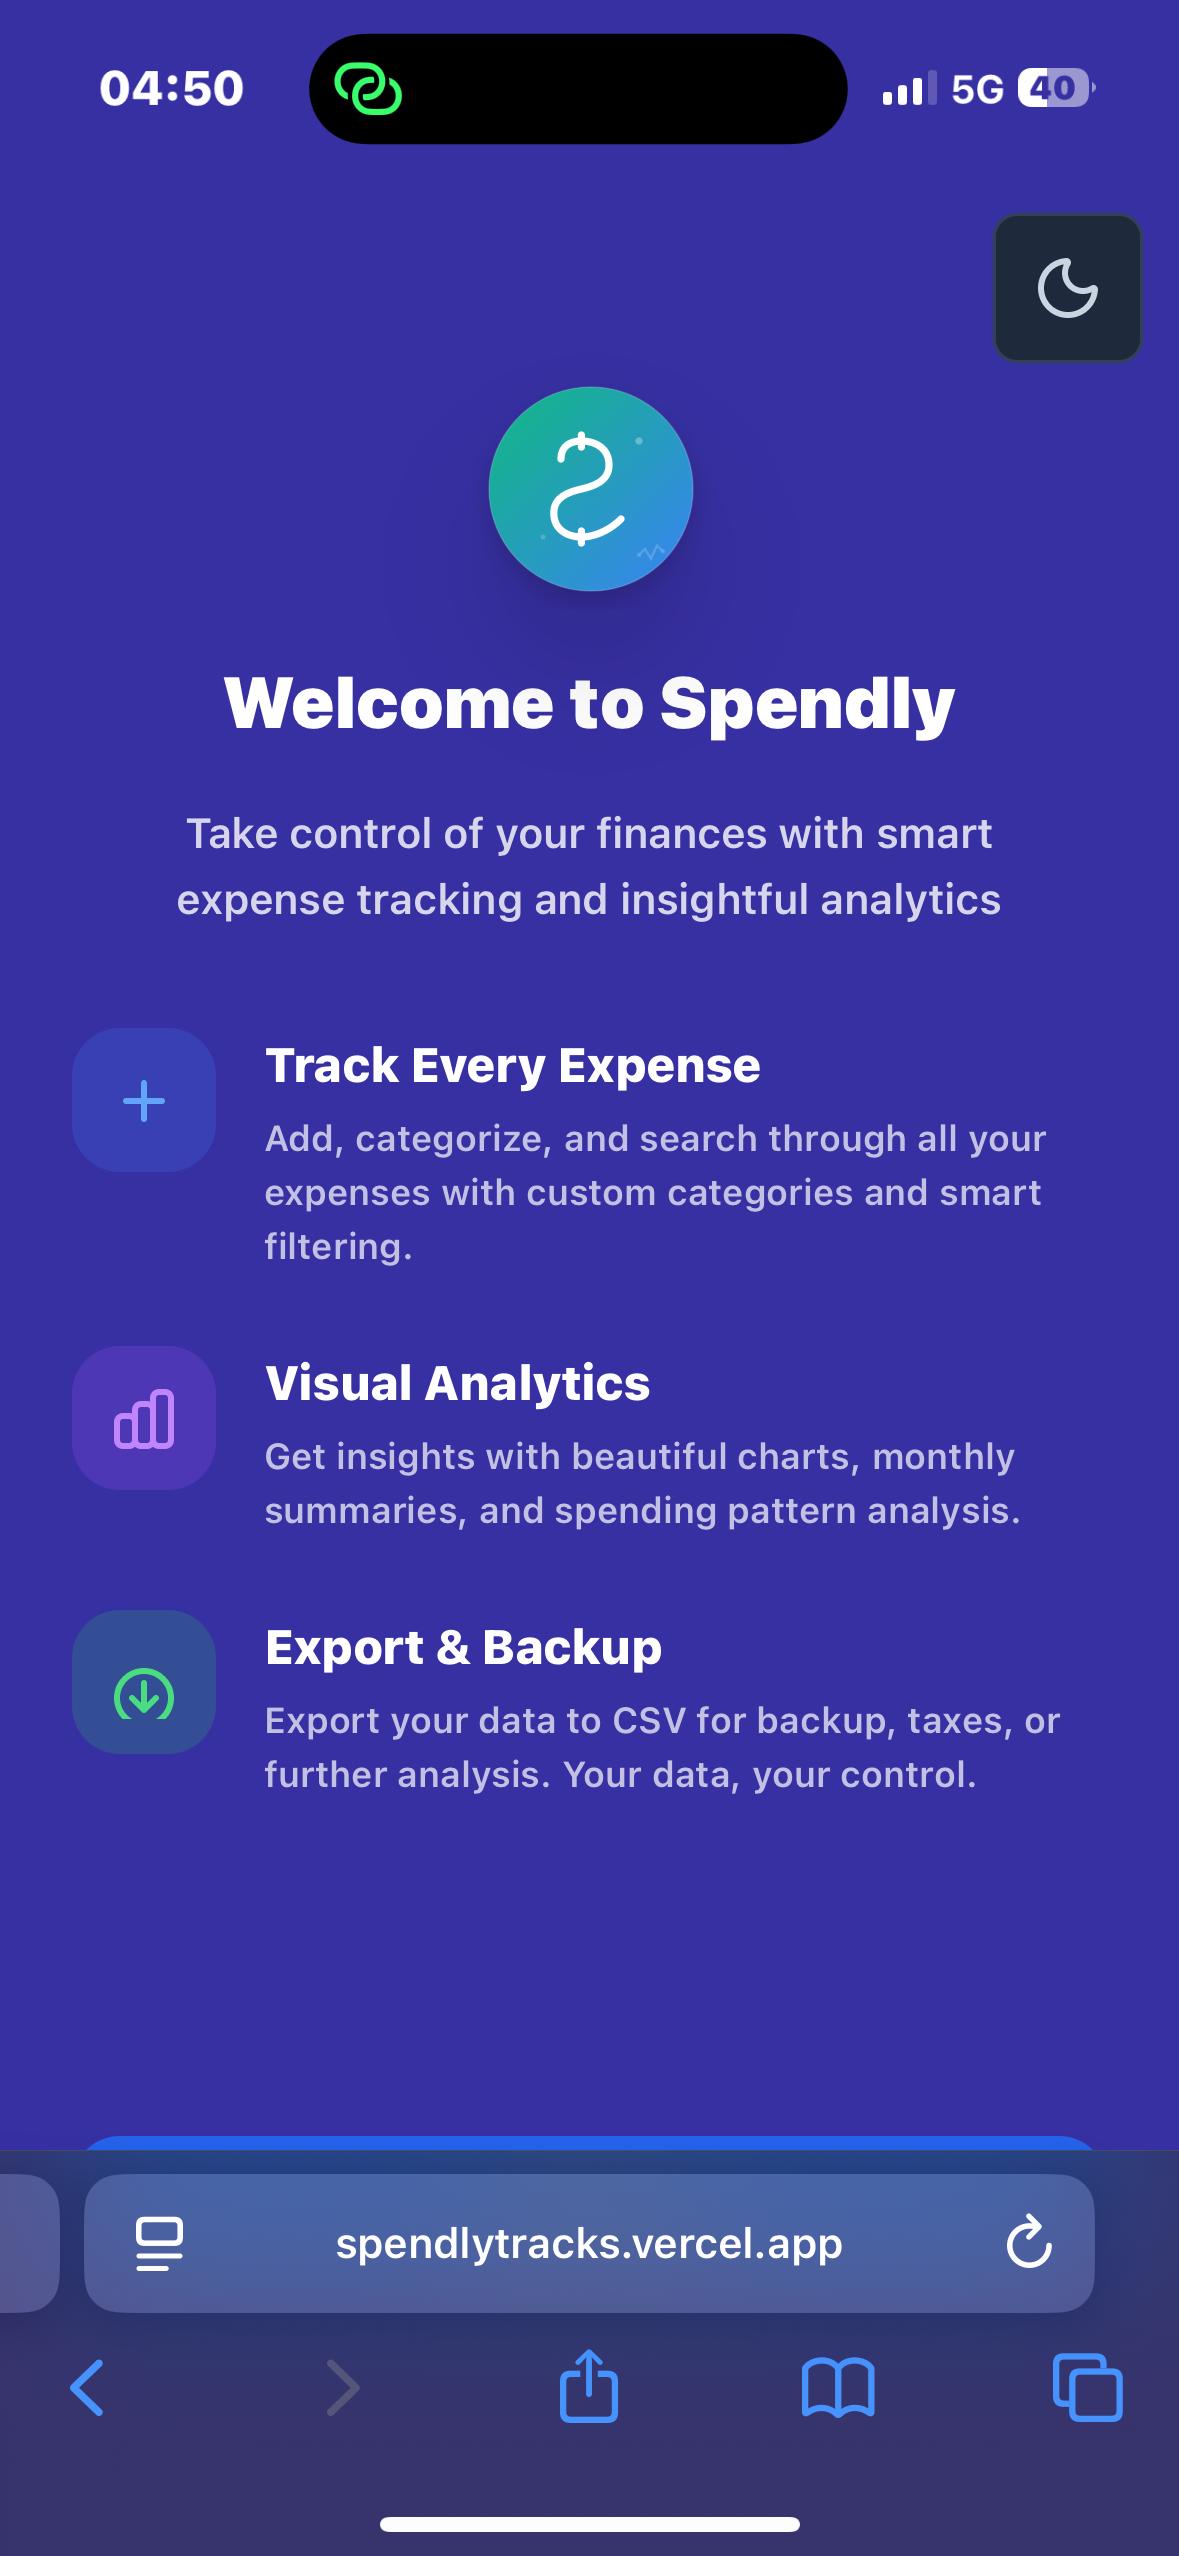 04:50
5G
40
Welcome to Spendly
Take control of your finances with smart
expense tracking and insightful analytics
Track Every Expense
Add, categorize, and search through all your
expenses with custom categories and smart
filtering.
Visual Analytics
Get insights with beautiful charts, monthly
summaries, and spending pattern analysis.
Export & Backup
Export your data to CSV for backup, taxes, or
further analysis. Your data, your control.
spendlytracks.vercel.app